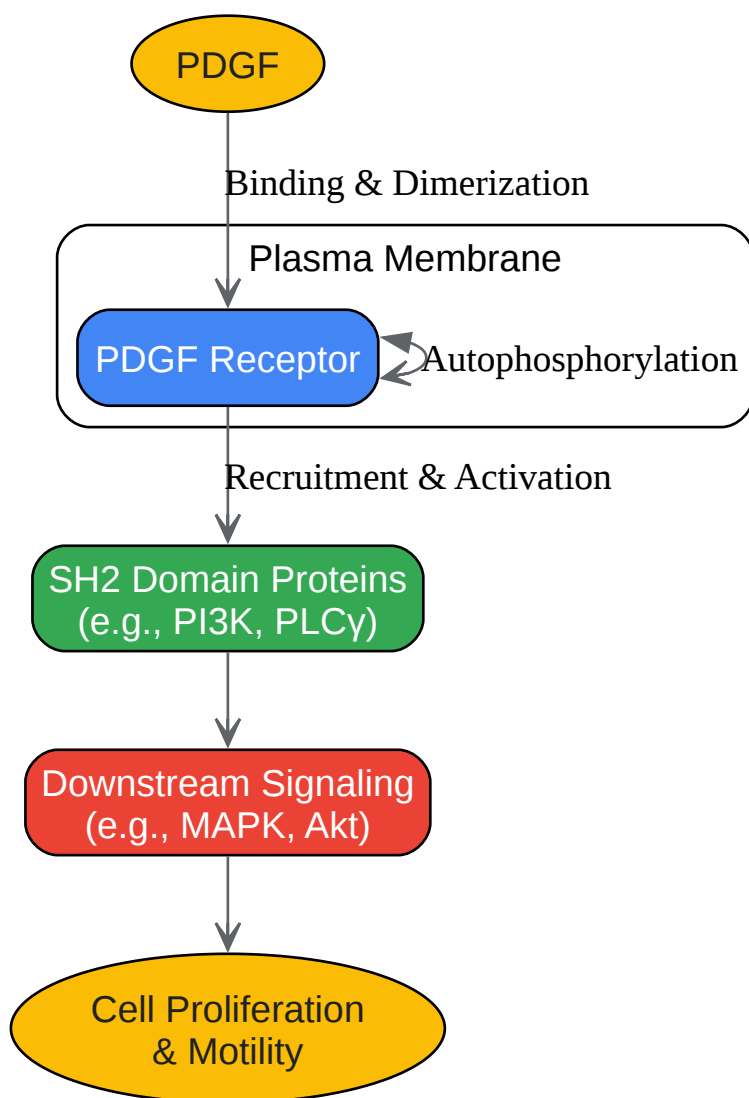 PDGF
Binding & Dimerization
Plasma Membrane
PDGF Receptor
Autophosphorylation
Recruitment & Activation
SH2 Domain Proteins
(e.g., PI3K, PLCγ)
Downstream Signaling
(e.g., MAPK, Akt)
Cell Proliferation
& Motility